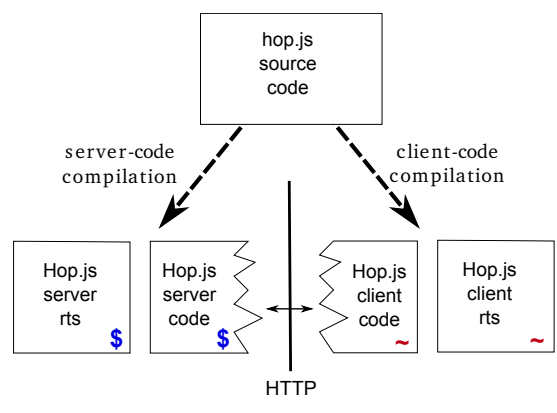 hop.js
source
code
server-code
compilation
client-code
compilation
Hop.js
server
rts
$
Hop.js
server
code
$
Hop.js
client
code
~
Hop.js
client
rts
~
HTTP